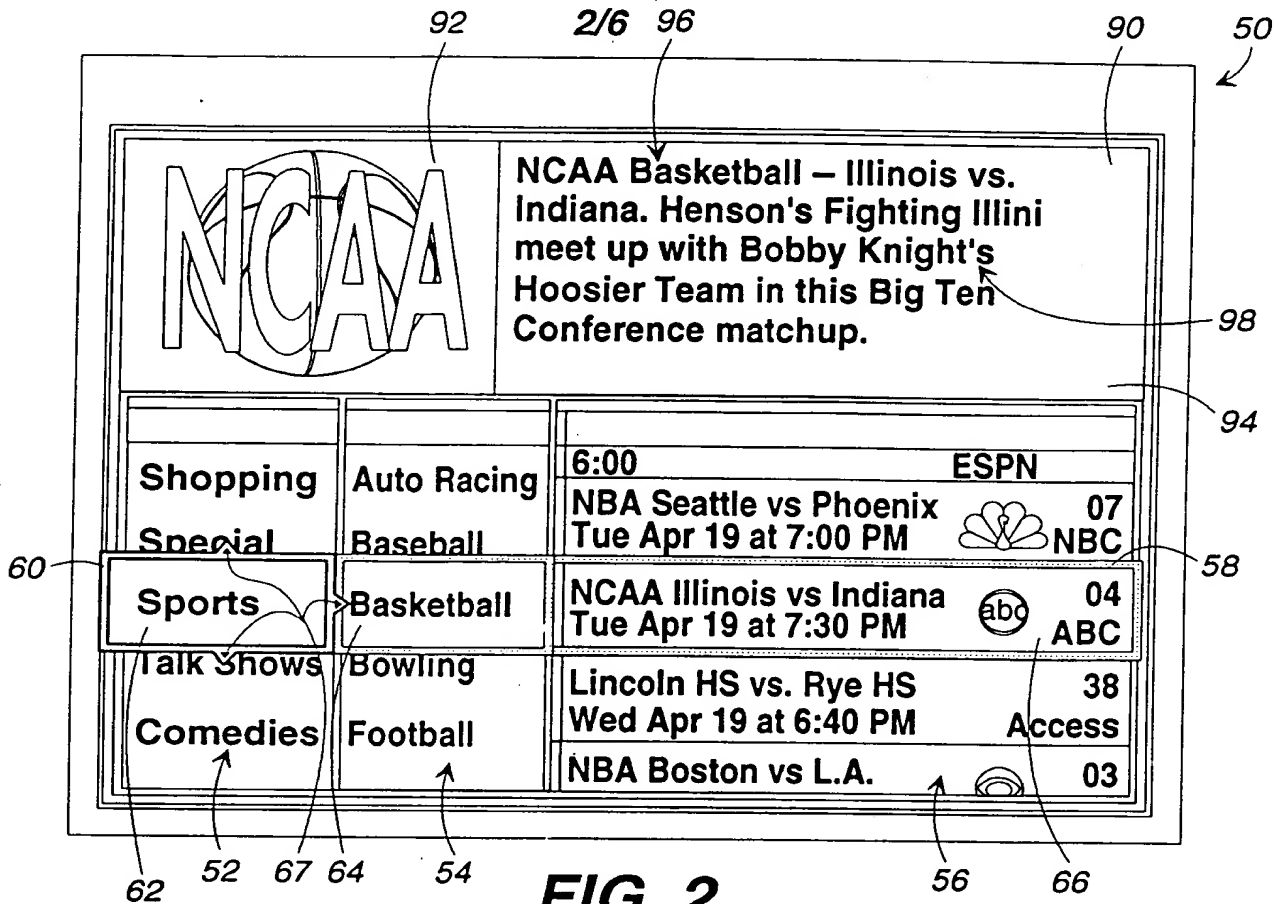 2/6
92
96
90
50
NCAA
NCAA Basketball – Illinois vs.
Indiana. Henson's Fighting Illini
meet up with Bobby Knight's
Hoosier Team in this Big Ten
Conference matchup.
98
94
Shopping
Special
Sports
Talk Shows
Comedies
Auto Racing
Baseball
Basketball
Bowling
Football
6:00 ESPN
NBA Seattle vs Phoenix 07
Tue Apr 19 at 7:00 PM NBC
NCAA Illinois vs Indiana abc 04
Tue Apr 19 at 7:30 PM ABC
Lincoln HS vs. Rye HS 38
Wed Apr 19 at 6:40 PM Access
NBA Boston vs L.A. 03
60
58
62
52
67
64
54
56
66
FIG. 2